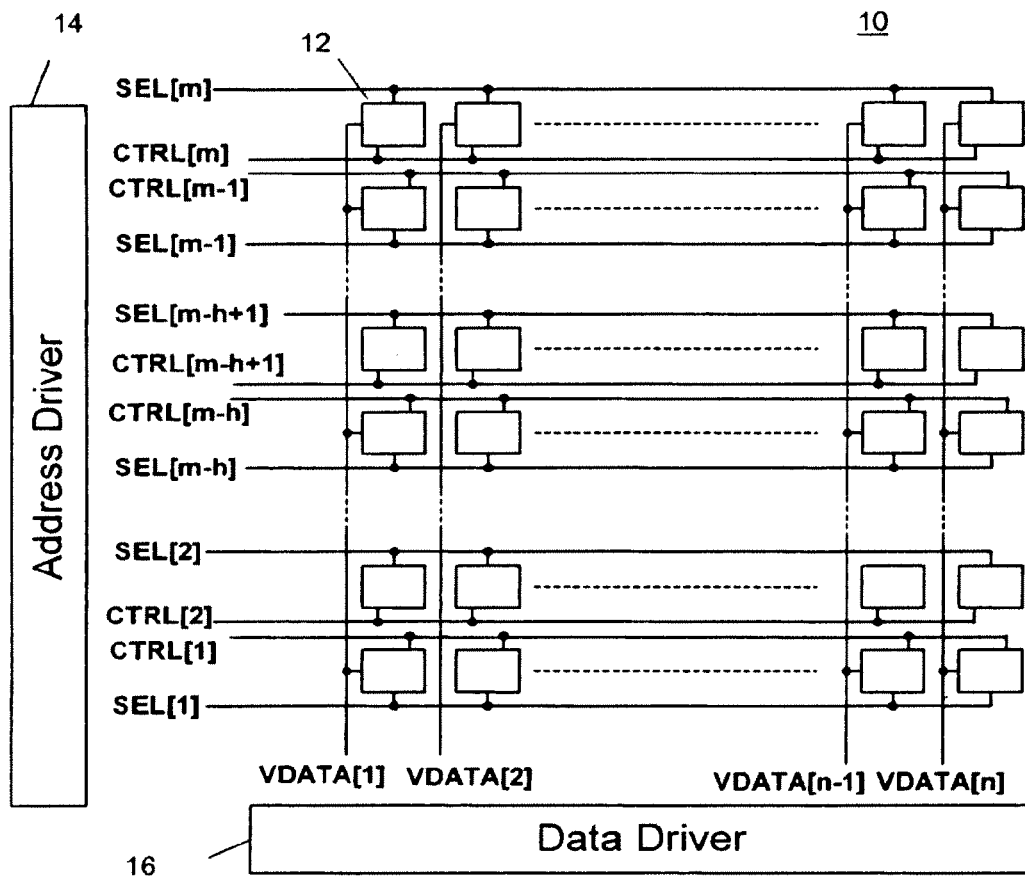 14
12
10
SEL[m]
CTRL[m]
CTRL[m-1]
SEL[m-1]
SEL[m-h+1]
CTRL[m-h+1]
CTRL[m-h]
SEL[m-h]
SEL[2]
CTRL[2]
CTRL[1]
SEL[1]
Address Driver
VDATA[1] VDATA[2] VDATA[n-1] VDATA[n]
Data Driver
16